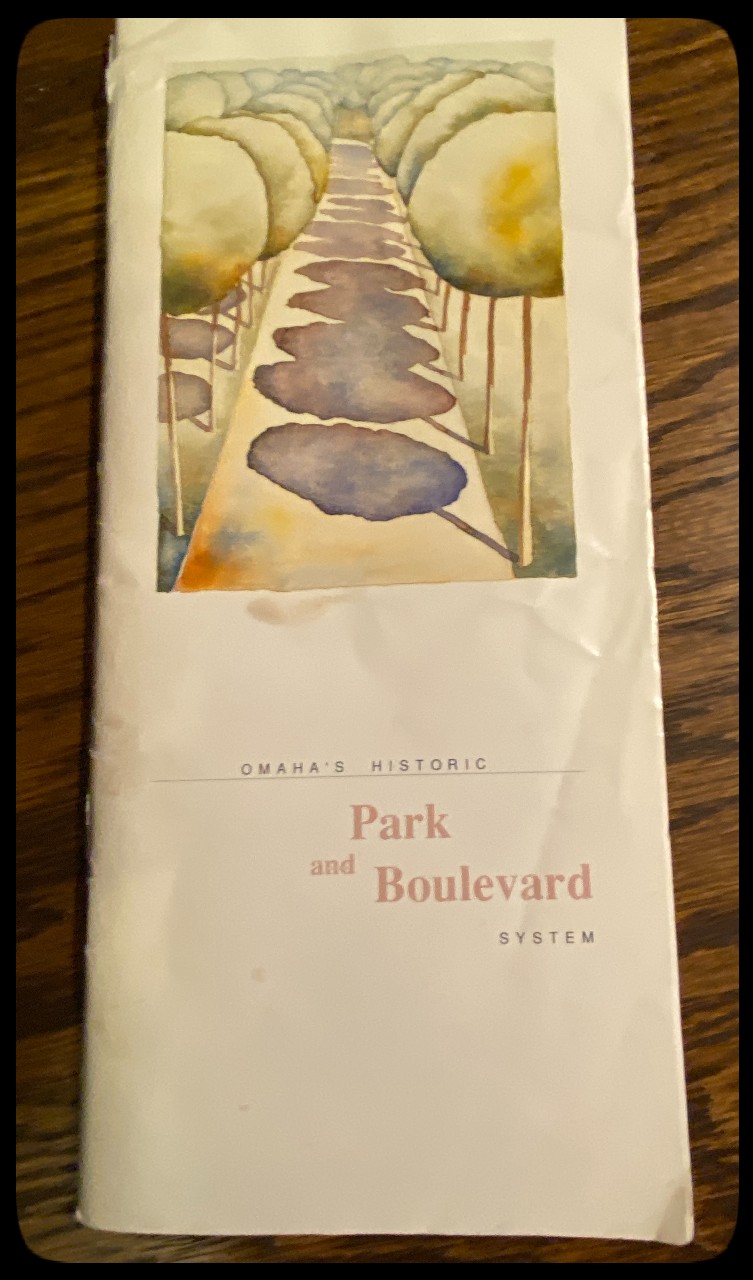 OMAHA'S HISTORIC
Park
and Boulevard
SYSTEM